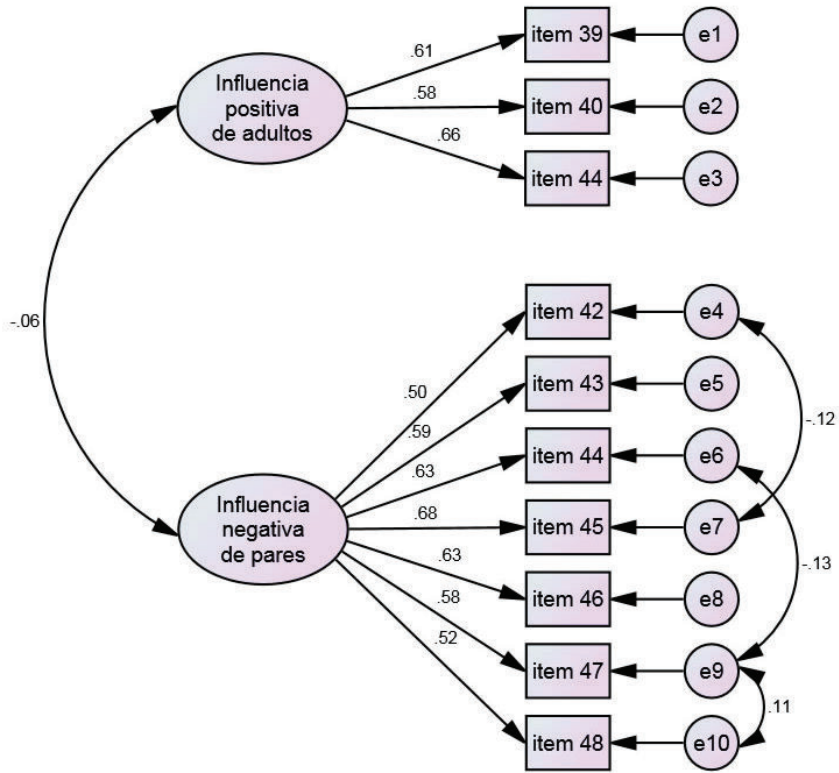 item 39
e1
.61
Influencia
positiva
de adultos
.58
item 40
e2
.66
item 44
e3
-.06
item 42
e4
.50
item 43
e5
.59
-.12
item 44
e6
.63
Influencia
negativa
de pares
.68
item 45
e7
-.13
.63
item 46
e8
.58
item 47
e9
.52
.11
item 48
e10